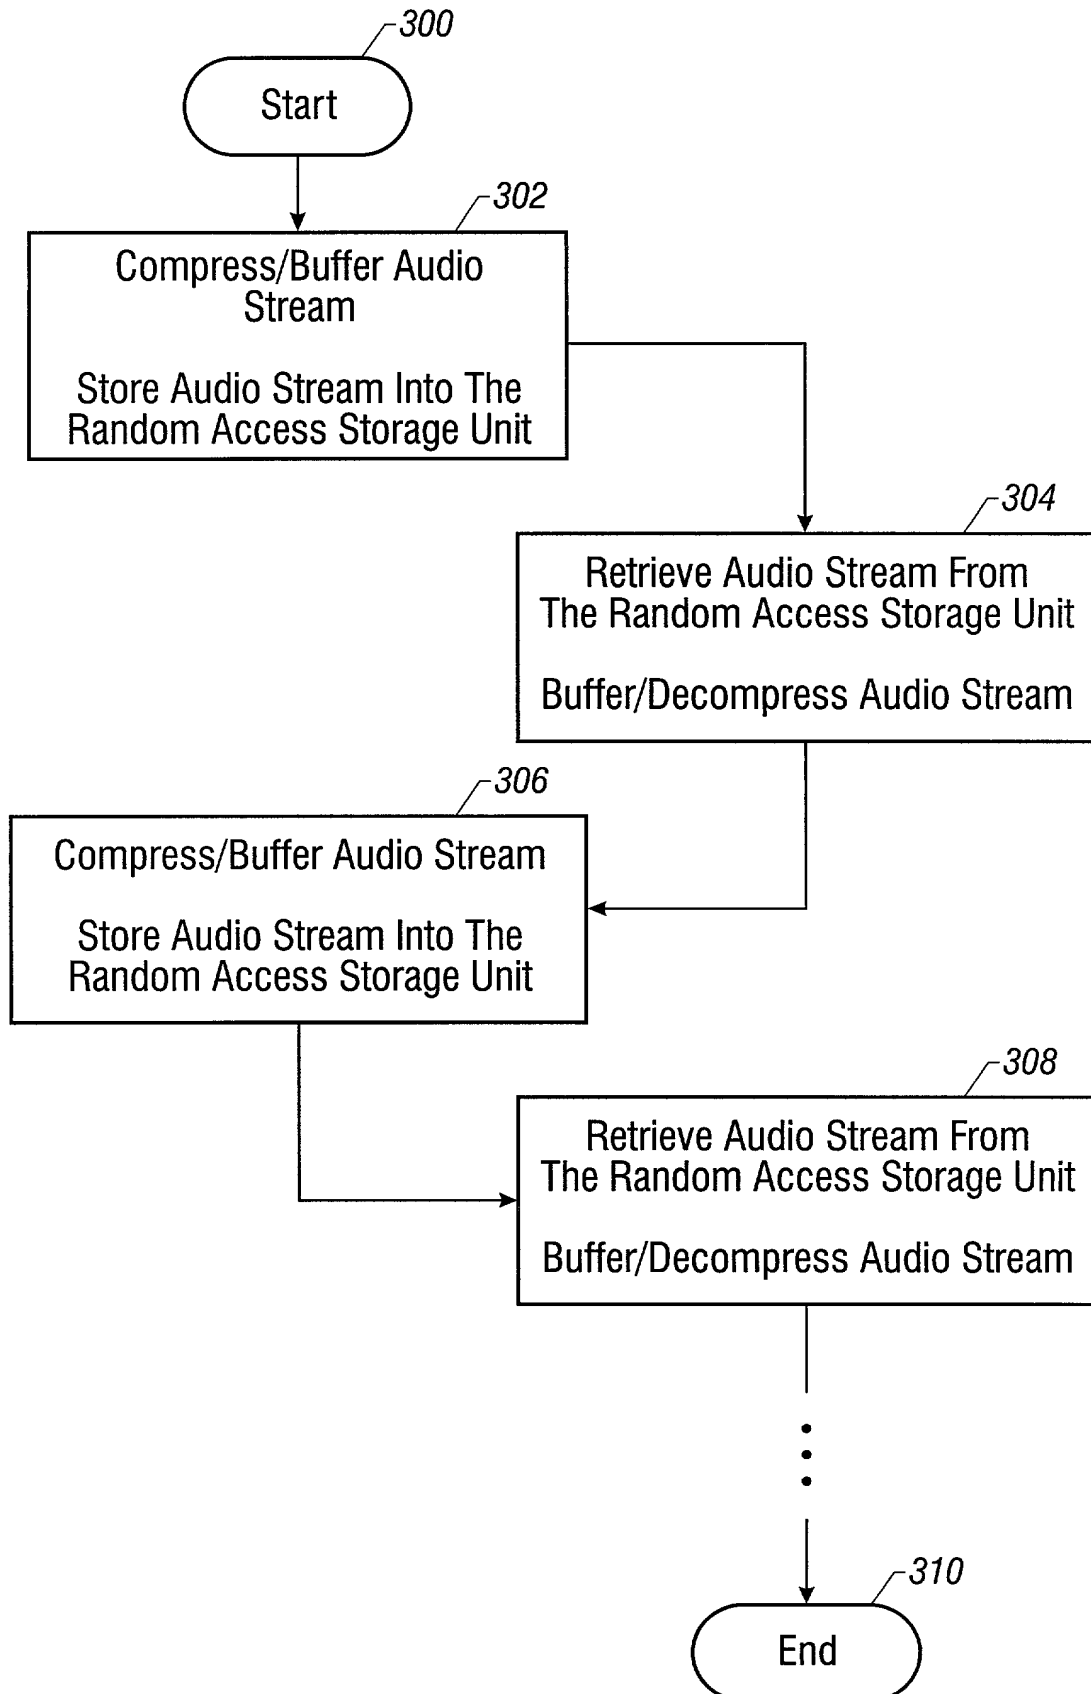 300
Start
302
Compress/Buffer Audio
Stream
Store Audio Stream Into The
Random Access Storage Unit
304
Retrieve Audio Stream From
The Random Access Storage Unit
Buffer/Decompress Audio Stream
306
Compress/Buffer Audio Stream
Store Audio Stream Into The
Random Access Storage Unit
308
Retrieve Audio Stream From
The Random Access Storage Unit
Buffer/Decompress Audio Stream
310
End